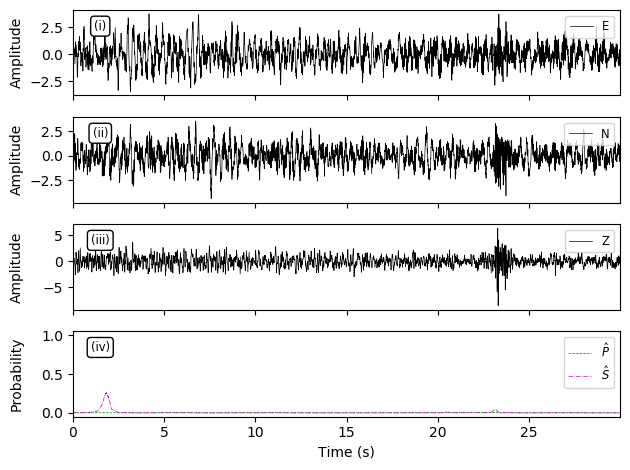 (i)
E
Amplitude
2.5
0.0
−2.5
(ii)
N
Amplitude
2.5
0.0
−2.5
(iii)
Z
Amplitude
5
0
−5
(iv)
P̂
Ŝ
Probability
1.0
0.5
0.0
0 5 10 15 20 25
Time (s)